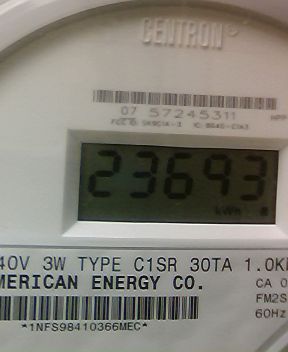 CENTRON®
07 57245311
23693
kWh
40V 3W TYPE C1SR 30TA 1.0K
MERICAN ENERGY CO.
CA 0
FM2S
60Hz
*1NFS98410366MEC*